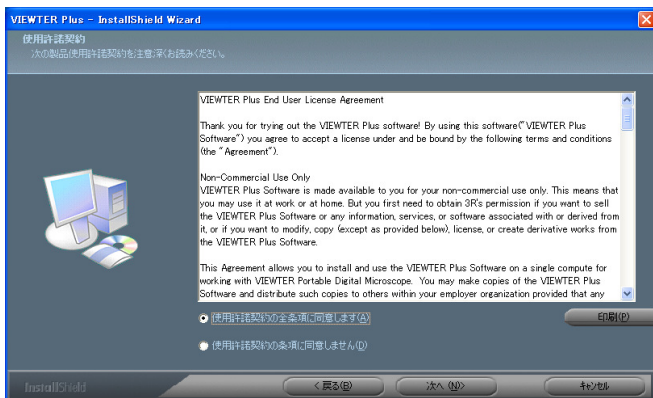 VIEWTER Plus - InstallShield Wizard
使用許諾契約
次の製品使用許諾契約を注意深くお読みください。
VIEWTER Plus End User License Agreement
Thank you for trying out the VIEWTER Plus software! By using this software("VIEWTER Plus
Software") you agree to accept a license under and be bound by the following terms and conditions
(the "Agreement").
Non-Commercial Use Only
VIEWTER Plus Software is made available to you for your non-commercial use only. This means that
you may use it at work or at home. But you first need to obtain 3R's permission if you want to sell
the VIEWTER Plus Software or any information, services, or software associated with or derived from
it, or if you want to modify, copy (except as provided below), license, or create derivative works from
the VIEWTER Plus Software.
This Agreement allows you to install and use the VIEWTER Plus Software on a single compute for
working with VIEWTER Portable Digital Microscope. You may make copies of the VIEWTER Plus
Software and distribute such copies to others within your employer organization provided that any
使用許諾契約の全条項に同意します(A)
印刷(P)
使用許諾契約の条項に同意しません(D)
InstallShield
< 戻る(B)
次へ (N)>
キャンセル